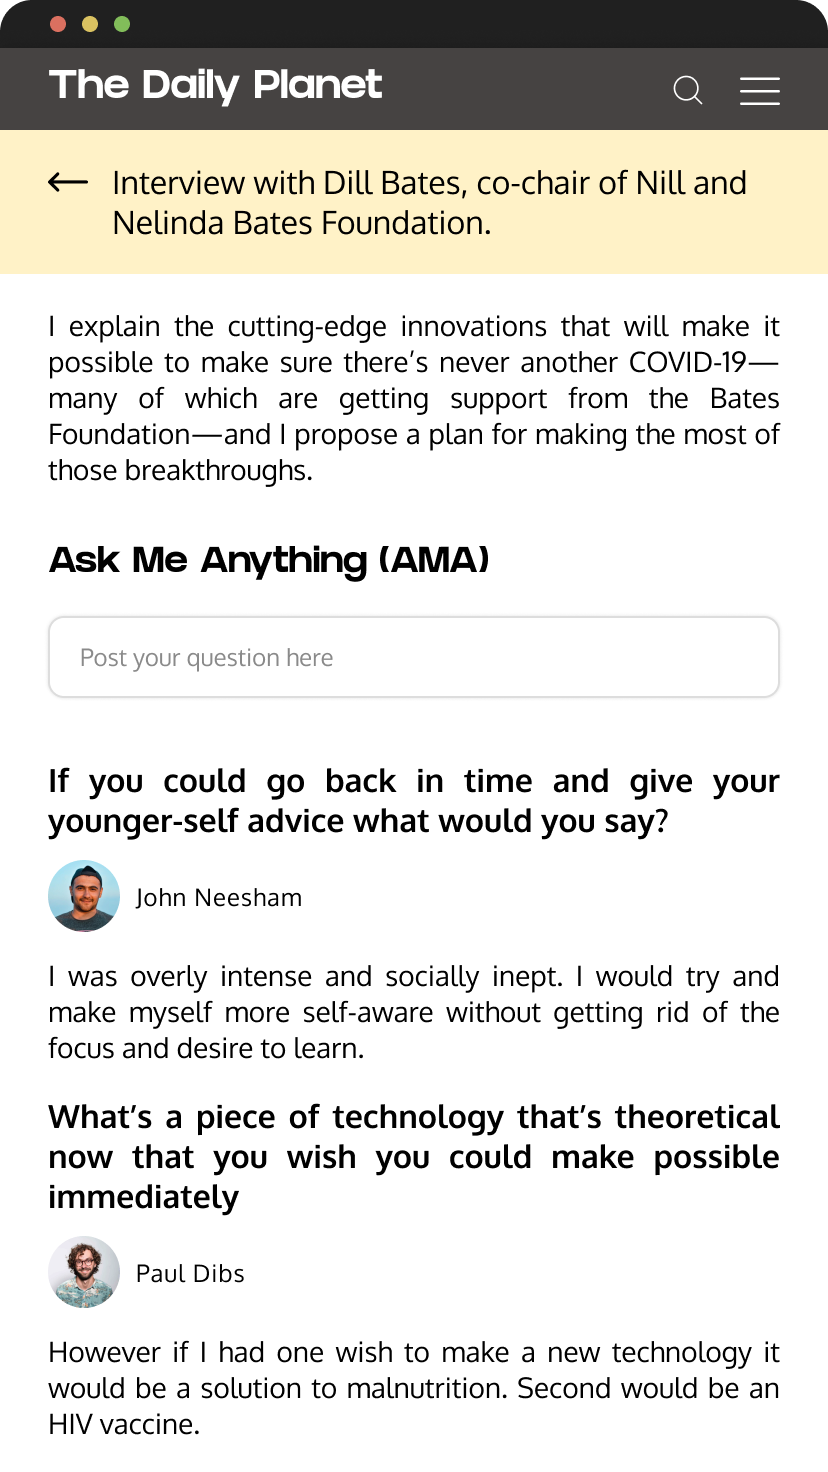 The Daily Planet
Interview with Dill Bates, co-chair of Nill and
Nelinda Bates Foundation.
I explain the cutting-edge innovations that will make it
possible to make sure there’s never another COVID-19—
many of which are getting support from the Bates
Foundation—and I propose a plan for making the most of
those breakthroughs.
Ask Me Anything (AMA)
Post your question here
If you could go back in time and give your
younger-self advice what would you say?
John Neesham
I was overly intense and socially inept. I would try and
make myself more self-aware without getting rid of the
focus and desire to learn.
What’s a piece of technology that’s theoretical
now that you wish you could make possible
immediately
Paul Dibs
However if I had one wish to make a new technology it
would be a solution to malnutrition. Second would be an
HIV vaccine.